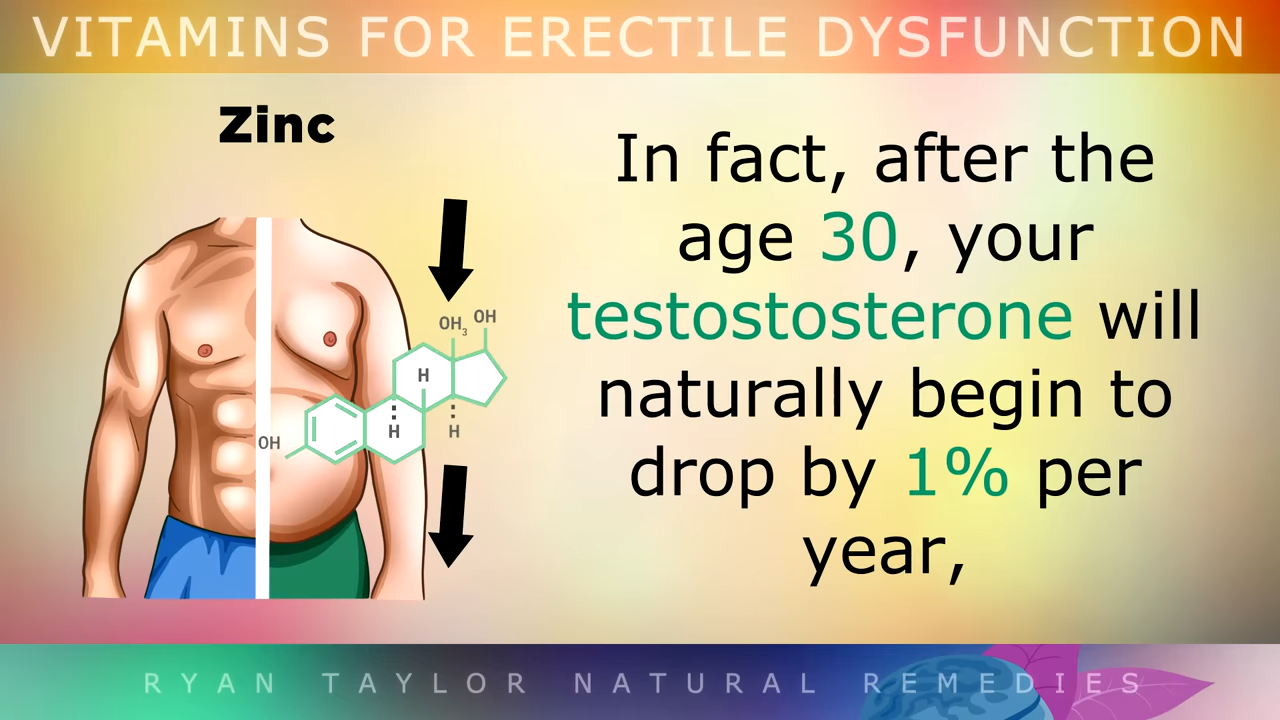 VITAMINS FOR ERECTILE DYSFUNCTION
Zinc
In fact, after the
age 30, your
testostosterone will
naturally begin to
drop by 1% per
year,
OH₃
OH
H
H
H
OH
RYAN TAYLOR NATURAL REMEDIES